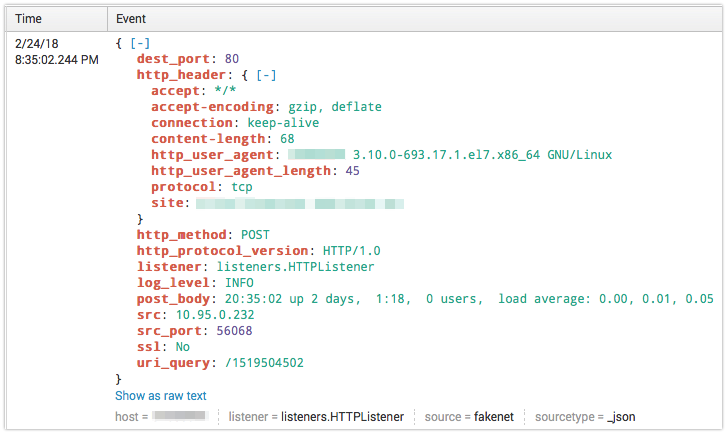 Time Event
2/24/18 { [-]
8:35:02.244 PM dest_port: 80
http_header: { [-]
accept: */*
accept-encoding: gzip, deflate
connection: keep-alive
content-length: 68
http_user_agent: 3.10.0-693.17.1.el7.x86_64 GNU/Linux
http_user_agent_length: 45
protocol: tcp
site:
}
http_method: POST
http_protocol_version: HTTP/1.0
listener: listeners.HTTPListener
log_level: INFO
post_body: 20:35:02 up 2 days,  1:18,  0 users,  load average: 0.00, 0.01, 0.05
src: 10.95.0.232
src_port: 56068
ssl: No
uri_query: /1519504502
}
Show as raw text
host = listener = listeners.HTTPListener source = fakenet sourcetype = _json